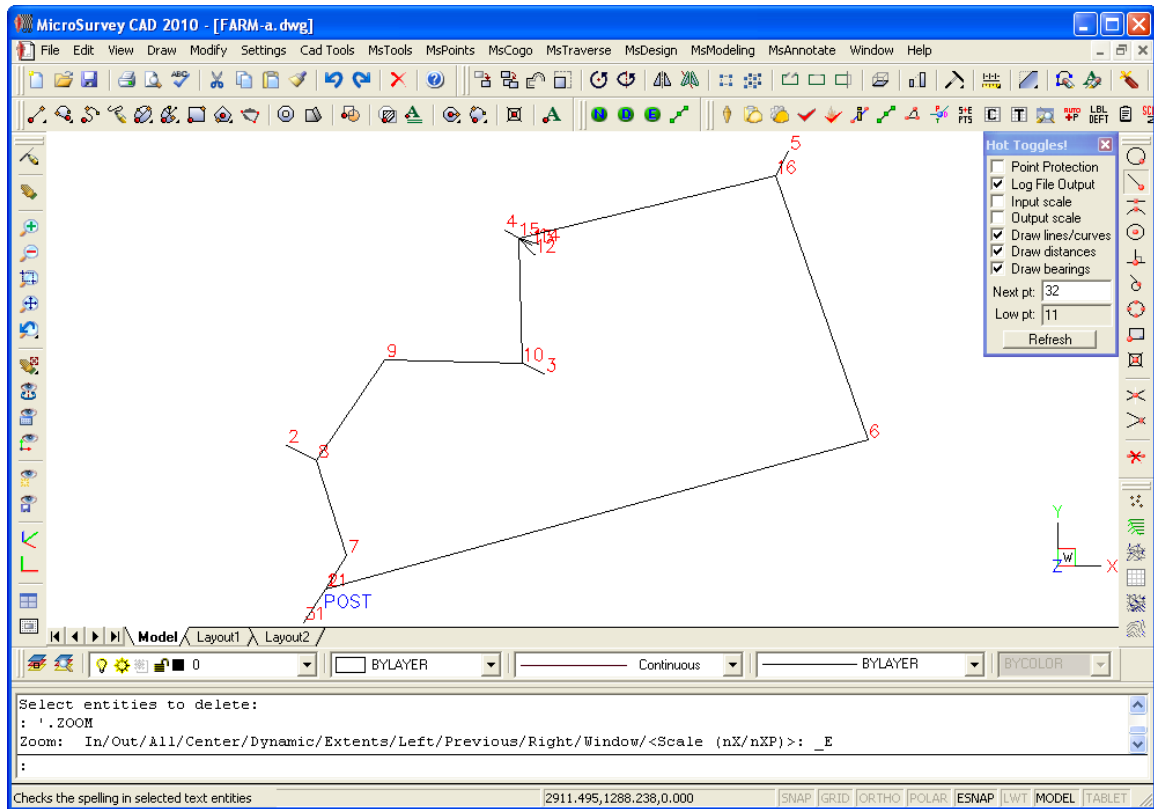 MicroSurvey CAD 2010 - [FARM-a.dwg]
File Edit View Draw Modify Settings Cad Tools MsTools MsPoints MsCogo MsTraverse MsDesign MsModeling MsAnnotate Window Help
ABC
N D E S+E PTS C T AUTO +P LBL DEFT
Hot Toggles!
Point Protection
Log File Output
Input scale
Output scale
Draw lines/curves
Draw distances
Draw bearings
Next pt: 32
Low pt: 11
Refresh
5
16
4 15
12
9
10
3
6
2
8
7
POST
31
Y
W
Z X
Model Layout1 Layout2
0 BYLAYER Continuous BYLAYER BYCOLOR
Select entities to delete:
: '.ZOOM
Zoom: In/Out/All/Center/Dynamic/Extents/Left/Previous/Right/Window/<Scale (nX/nXP)>: _E
:
Checks the spelling in selected text entities 2911.495,1288.238,0.000 SNAP GRID ORTHO POLAR ESNAP LWT MODEL TABLET